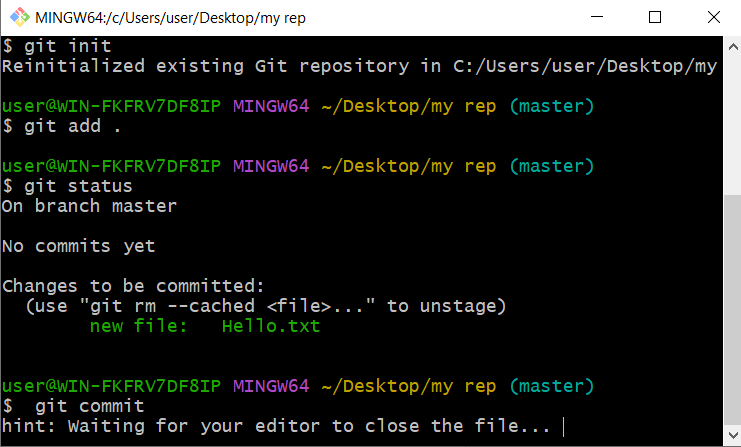 MINGW64:/c/Users/user/Desktop/my rep
$ git init
Reinitialized existing Git repository in C:/Users/user/Desktop/my
user@WIN-FKFRV7DF8IP MINGW64 ~/Desktop/my rep (master)
$ git add .
user@WIN-FKFRV7DF8IP MINGW64 ~/Desktop/my rep (master)
$ git status
On branch master
No commits yet
Changes to be committed:
  (use "git rm --cached <file>..." to unstage)
        new file:   Hello.txt
user@WIN-FKFRV7DF8IP MINGW64 ~/Desktop/my rep (master)
$  git commit
hint: Waiting for your editor to close the file...